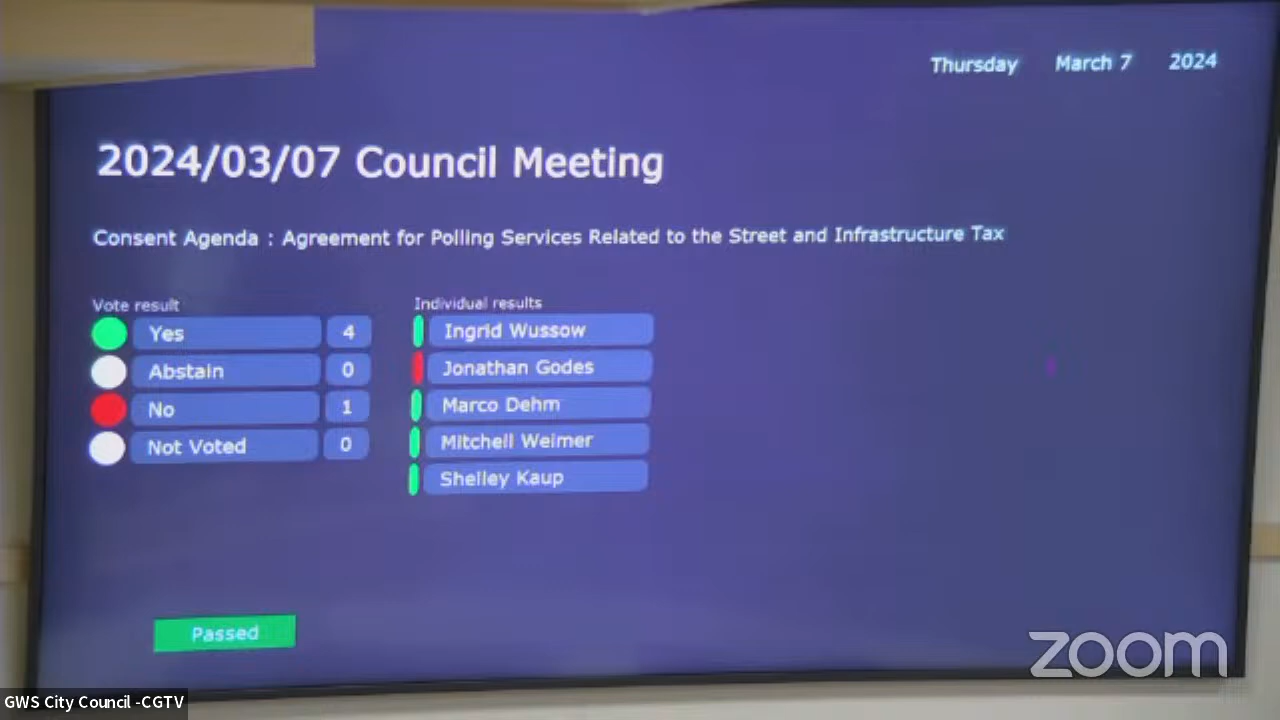 Thursday March 7 2024
2024/03/07 Council Meeting
Consent Agenda : Agreement for Polling Services Related to the Street and Infrastructure Tax
Vote result
Yes 4
Abstain 0
No 1
Not Voted 0
Individual results
Ingrid Wussow
Jonathan Godes
Marco Dehm
Mitchell Weimer
Shelley Kaup
Passed
zoom
GWS City Council -CGTV